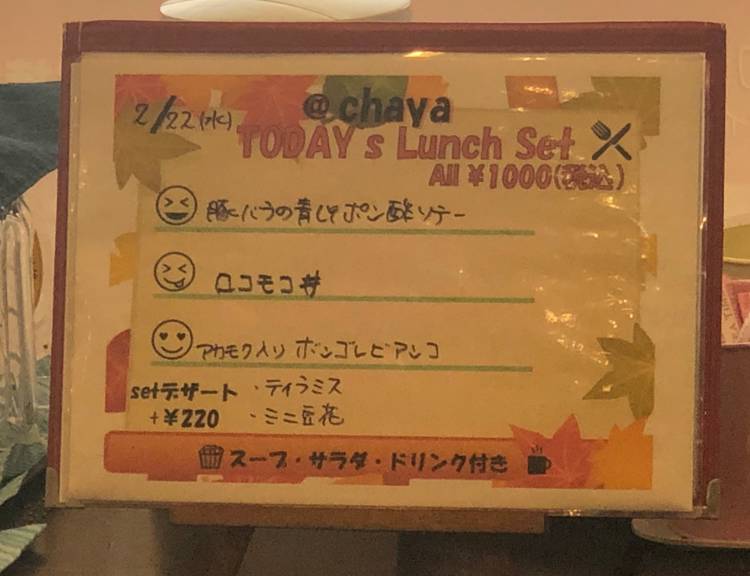 2/22(水)
@chaya
TODAY's Lunch Set
All ¥1000(税込)
豚バラの青じそポン酢ソテー
ロコモコ丼
アカモク入り ボンゴレビアンコ
setデザート ・ティラミス
+¥220 ・ミニ豆花
スープ・サラダ・ドリンク付き